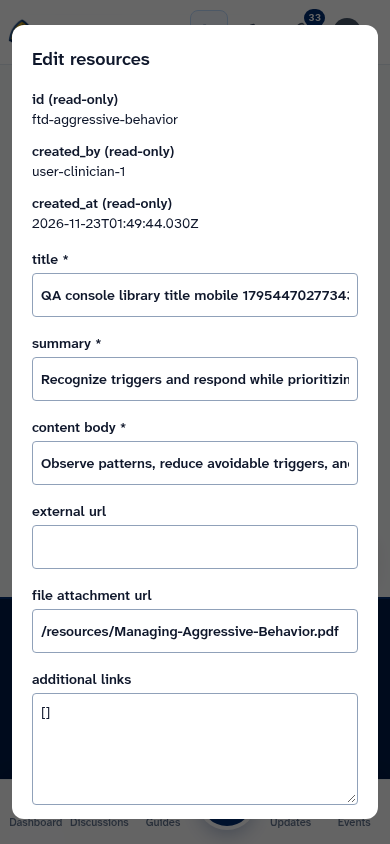 33
Edit resources
id (read-only)
ftd-aggressive-behavior
created_by (read-only)
user-clinician-1
created_at (read-only)
2026-11-23T01:49:44.030Z
title *
QA console library title mobile 179544702773
summary *
Recognize triggers and respond while prioritizin
content body *
Observe patterns, reduce avoidable triggers, an
external url
file attachment url
/resources/Managing-Aggressive-Behavior.pdf
additional links
[]
Dashboard Discussions Guides Updates Events